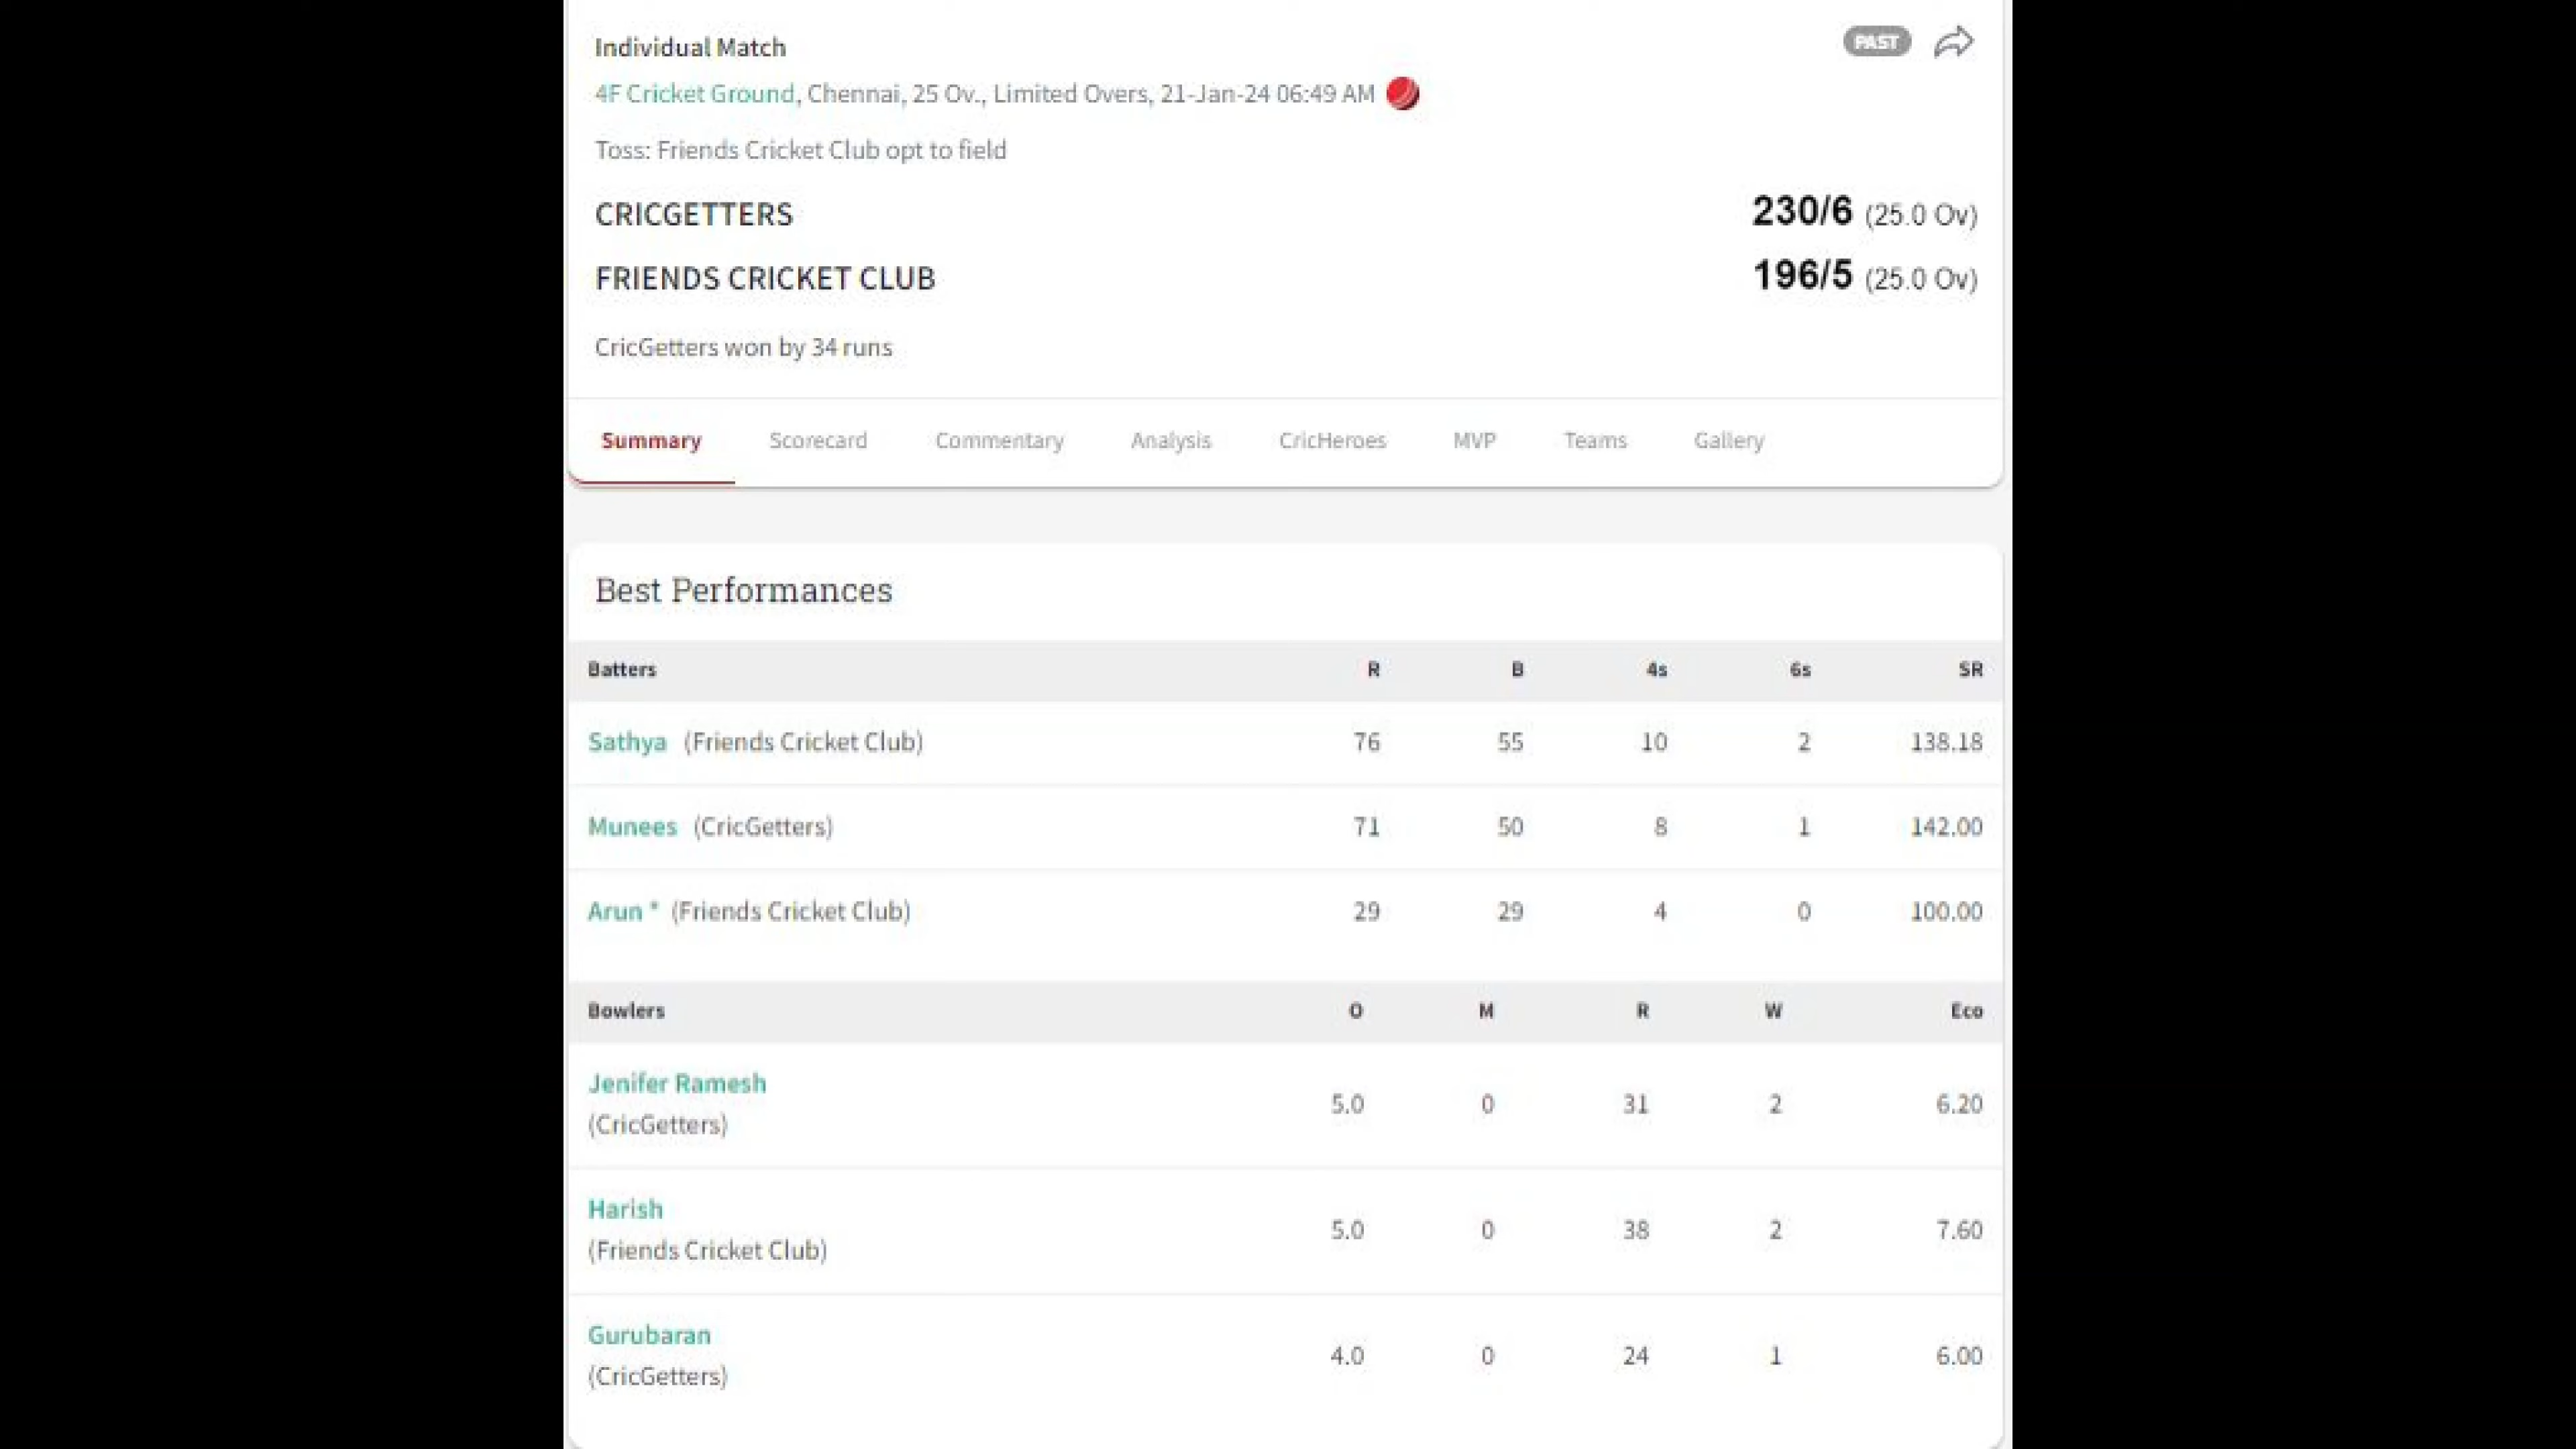 Individual Match
PAST
4F Cricket Ground, Chennai, 25 Ov., Limited Overs, 21-Jan-24 06:49 AM
Toss: Friends Cricket Club opt to field
CRICGETTERS 230/6 (25.0 Ov)
FRIENDS CRICKET CLUB 196/5 (25.0 Ov)
CricGetters won by 34 runs
Summary Scorecard Commentary Analysis CricHeroes MVP Teams Gallery
Best Performances
Batters R B 4s 6s SR
Sathya (Friends Cricket Club) 76 55 10 2 138.18
Munees (CricGetters) 71 50 8 1 142.00
Arun * (Friends Cricket Club) 29 29 4 0 100.00
Bowlers O M R W Eco
Jenifer Ramesh
(CricGetters) 5.0 0 31 2 6.20
Harish
(Friends Cricket Club) 5.0 0 38 2 7.60
Gurubaran
(CricGetters) 4.0 0 24 1 6.00